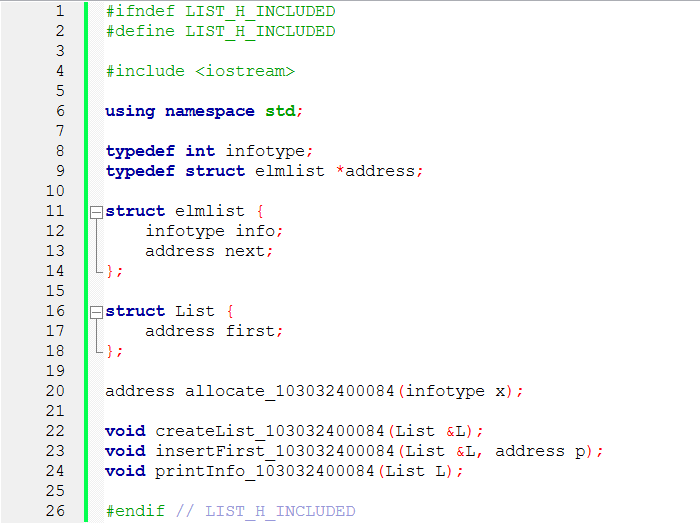 1 #ifndef LIST_H_INCLUDED
2 #define LIST_H_INCLUDED
3
4 #include <iostream>
5
6 using namespace std;
7
8 typedef int infotype;
9 typedef struct elmlist *address;
10
11 struct elmlist {
12     infotype info;
13     address next;
14 };
15
16 struct List {
17     address first;
18 };
19
20 address allocate_103032400084(infotype x);
21
22 void createList_103032400084(List &L);
23 void insertFirst_103032400084(List &L, address p);
24 void printInfo_103032400084(List L);
25
26 #endif // LIST_H_INCLUDED